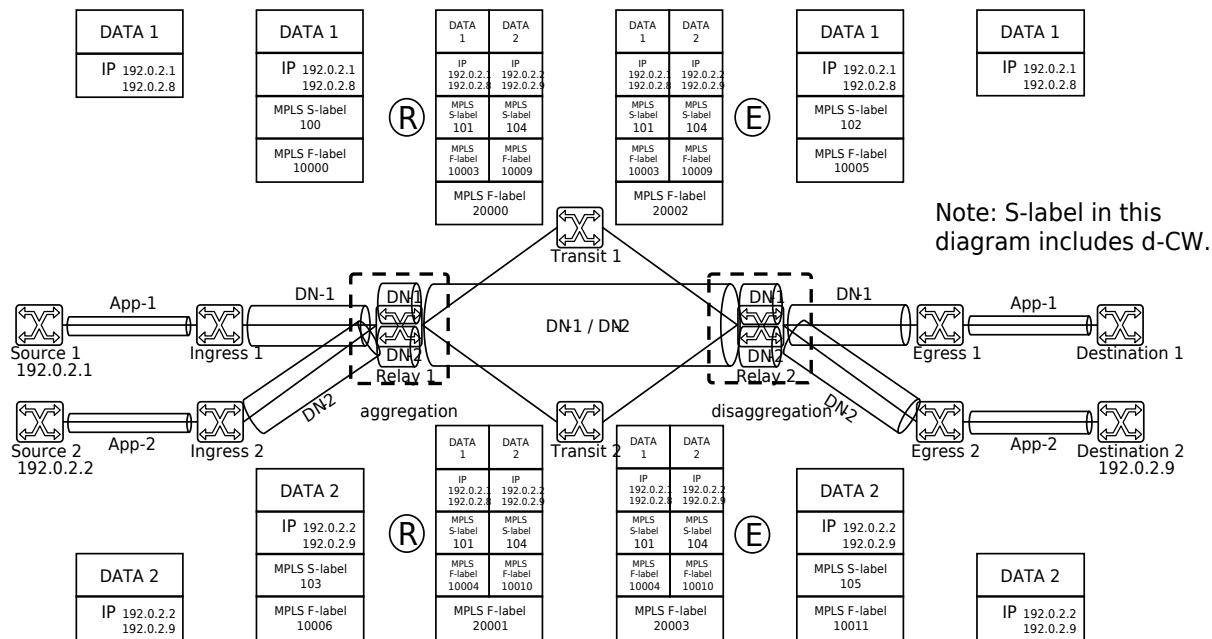 DATA 1
IP 192.0.2.1
192.0.2.8
DATA 1
IP 192.0.2.1
192.0.2.8
MPLS S-label
100
MPLS F-label
10000
R
DATA
1
DATA
2
IP
192.0.2.1
192.0.2.8
IP
192.0.2.2
192.0.2.9
MPLS
S-label
101
MPLS
S-label
104
MPLS
F-label
10003
MPLS
F-label
10009
MPLS F-label
20000
DATA
1
DATA
2
IP
192.0.2.1
192.0.2.8
IP
192.0.2.2
192.0.2.9
MPLS
S-label
101
MPLS
S-label
104
MPLS
F-label
10003
MPLS
F-label
10009
MPLS F-label
20002
E
DATA 1
IP 192.0.2.1
192.0.2.8
MPLS S-label
102
MPLS F-label
10005
DATA 1
IP 192.0.2.1
192.0.2.8
Note: S-label in this
diagram includes d-CW.
Transit 1
App-1
DN-1
DN-1
DN-1 / DN-2
DN-1
DN-1
App-1
Source 1
192.0.2.1
Ingress 1
DN-2
Relay 1
DN-2
Relay 2
Egress 1
Destination 1
DN-2
aggregation
disaggregation
DN-2
App-2
Source 2
192.0.2.2
Ingress 2
Transit 2
Egress 2
App-2
Destination 2
192.0.2.9
DATA 2
IP 192.0.2.2
192.0.2.9
DATA 2
IP 192.0.2.2
192.0.2.9
MPLS S-label
103
MPLS F-label
10006
R
DATA
1
DATA
2
IP
192.0.2.1
192.0.2.8
IP
192.0.2.2
192.0.2.9
MPLS
S-label
101
MPLS
S-label
104
MPLS
F-label
10004
MPLS
F-label
10010
MPLS F-label
20001
DATA
1
DATA
2
IP
192.0.2.1
192.0.2.8
IP
192.0.2.2
192.0.2.9
MPLS
S-label
101
MPLS
S-label
104
MPLS
F-label
10004
MPLS
F-label
10010
MPLS F-label
20003
E
DATA 2
IP 192.0.2.2
192.0.2.9
MPLS S-label
105
MPLS F-label
10011
DATA 2
IP 192.0.2.2
192.0.2.9